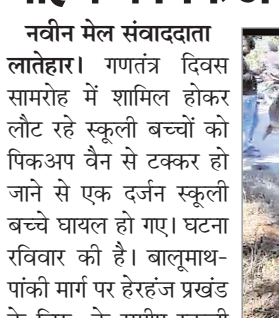 नवीन मेल संवाददाता
लातेहार। गणतंत्र दिवस
सामरोह में शामिल होकर
लौट रहे स्कूली बच्चों को
पिकअप वैन से टक्कर हो
जाने से एक दर्जन स्कूली
बच्चे घायल हो गए। घटना
रविवार की है। बालूमाथ-
पांकी मार्ग पर हेरहंज प्रखंड